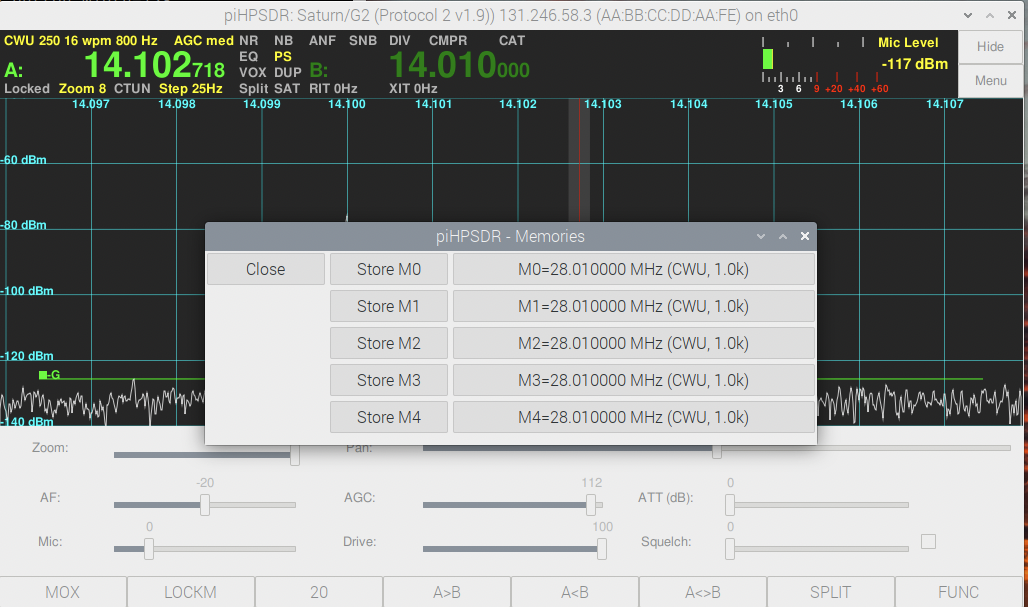 piHPSDR: Saturn/G2 (Protocol 2 v1.9)) 131.246.58.3 (AA:BB:CC:DD:AA:FE) on eth0
CWU 250 16 wpm 800 Hz AGC med NR NB ANF SNB DIV CMPR CAT
A: 14.102718 EQ PS VOX DUP B: 14.010000
Locked Zoom 8 CTUN Step 25Hz Split SAT RIT 0Hz XIT 0Hz
Mic Level
-117 dBm
3 6 9 +20 +40 +60
Hide
Menu
14.097 14.098 14.099 14.100 14.101 14.102 14.103 14.104 14.105 14.106 14.107
-60 dBm
-80 dBm
-100 dBm
-120 dBm
-G
-140 dBm
piHPSDR - Memories
Close Store M0 M0=28.010000 MHz (CWU, 1.0k)
Store M1 M1=28.010000 MHz (CWU, 1.0k)
Store M2 M2=28.010000 MHz (CWU, 1.0k)
Store M3 M3=28.010000 MHz (CWU, 1.0k)
Store M4 M4=28.010000 MHz (CWU, 1.0k)
Zoom: Pan:
AF: -20 AGC: 112 ATT (dB): 0
Mic: 0 Drive: 100 Squelch: 0
MOX LOCKM 20 A>B A<B A<>B SPLIT FUNC